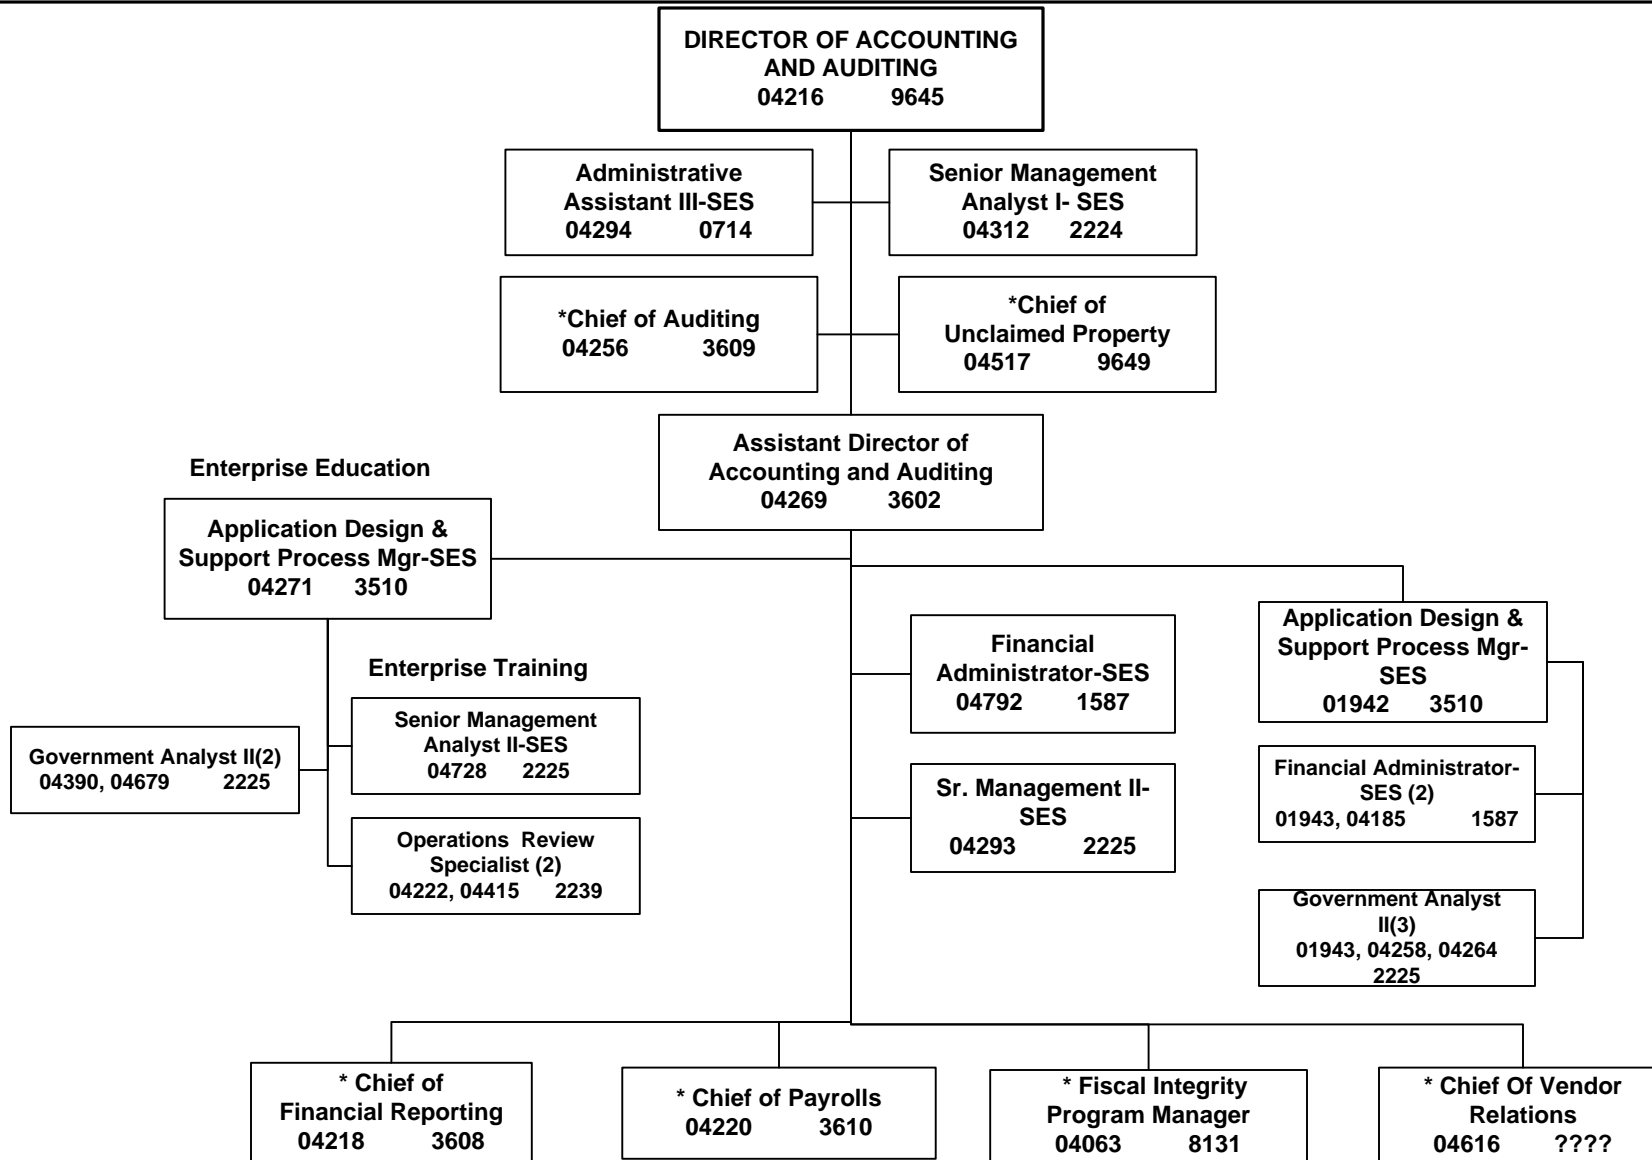 DIRECTOR OF ACCOUNTING
AND AUDITING
04216 9645
Administrative
Assistant III-SES
04294 0714
Senior Management
Analyst I- SES
04312 2224
*Chief of Auditing
04256 3609
*Chief of
Unclaimed Property
04517 9649
Assistant Director of
Accounting and Auditing
04269 3602
Enterprise Education
Application Design &
Support Process Mgr-SES
04271 3510
Enterprise Training
Senior Management
Analyst II-SES
04728 2225
Government Analyst II(2)
04390, 04679 2225
Operations Review
Specialist (2)
04222, 04415 2239
Financial
Administrator-SES
04792 1587
Sr. Management II-
SES
04293 2225
Application Design &
Support Process Mgr-
SES
01942 3510
Financial Administrator-
SES (2)
01943, 04185 1587
Government Analyst
II(3)
01943, 04258, 04264
2225
* Chief of
Financial Reporting
04218 3608
* Chief of Payrolls
04220 3610
* Fiscal Integrity
Program Manager
04063 8131
* Chief Of Vendor
Relations
04616 ????